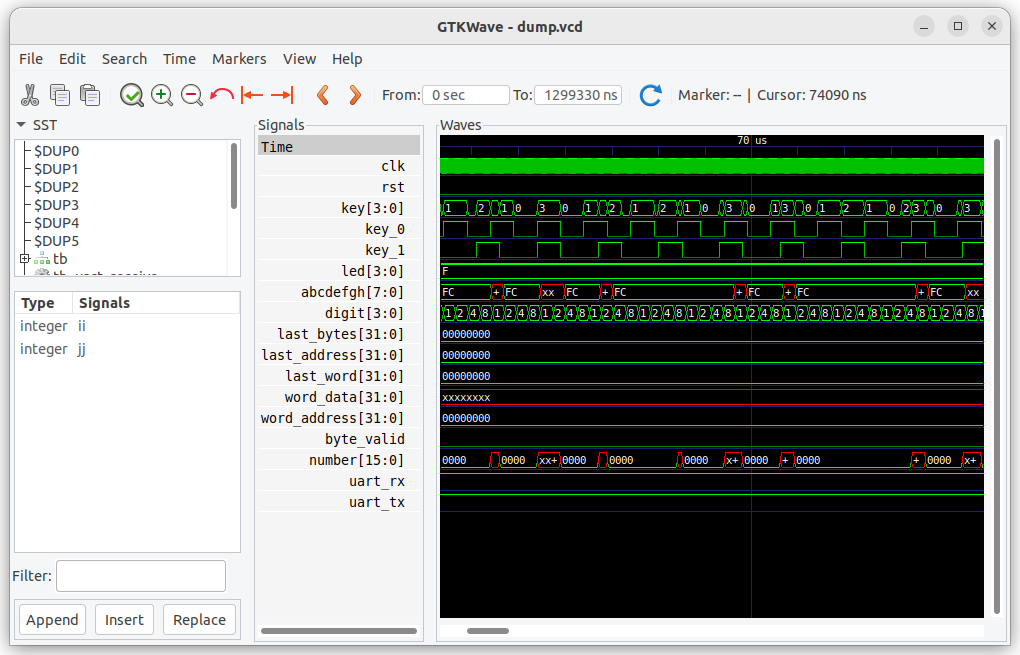 GTKWave - dump.vcd
File Edit Search Time Markers View Help
From: 0 sec To: 1299330 ns Marker: -- | Cursor: 74090 ns
SST
$DUP0
$DUP1
$DUP2
$DUP3
$DUP4
$DUP5
tb
Type Signals
integer ii
integer jj
Filter:
Append Insert Replace
Signals
Time
clk
rst
key[3:0]
key_0
key_1
led[3:0]
abcdefgh[7:0]
digit[3:0]
last_bytes[31:0]
last_address[31:0]
last_word[31:0]
word_data[31:0]
word_address[31:0]
byte_valid
number[15:0]
uart_rx
uart_tx
Waves
70 us
1 2 1 0 3 0 1 2 1 2 1 0 3 0 1 3 0 1 2 1 0 2 3 0 3
F
FC + FC xx FC + FC + FC + FC + FC xx
1 2 4 8 1 2 4 8 1 2 4 8 1 2 4 8 1 2 4 8 1 2 4 8 1 2 4 8 1 2 4 8 1 2 4 8 1 2 4 8 1 2 4 8 1
00000000
00000000
00000000
xxxxxxxx
00000000
0000 0000 xx+ 0000 0000 0000 x+ 0000 + 0000 + 0000 x+